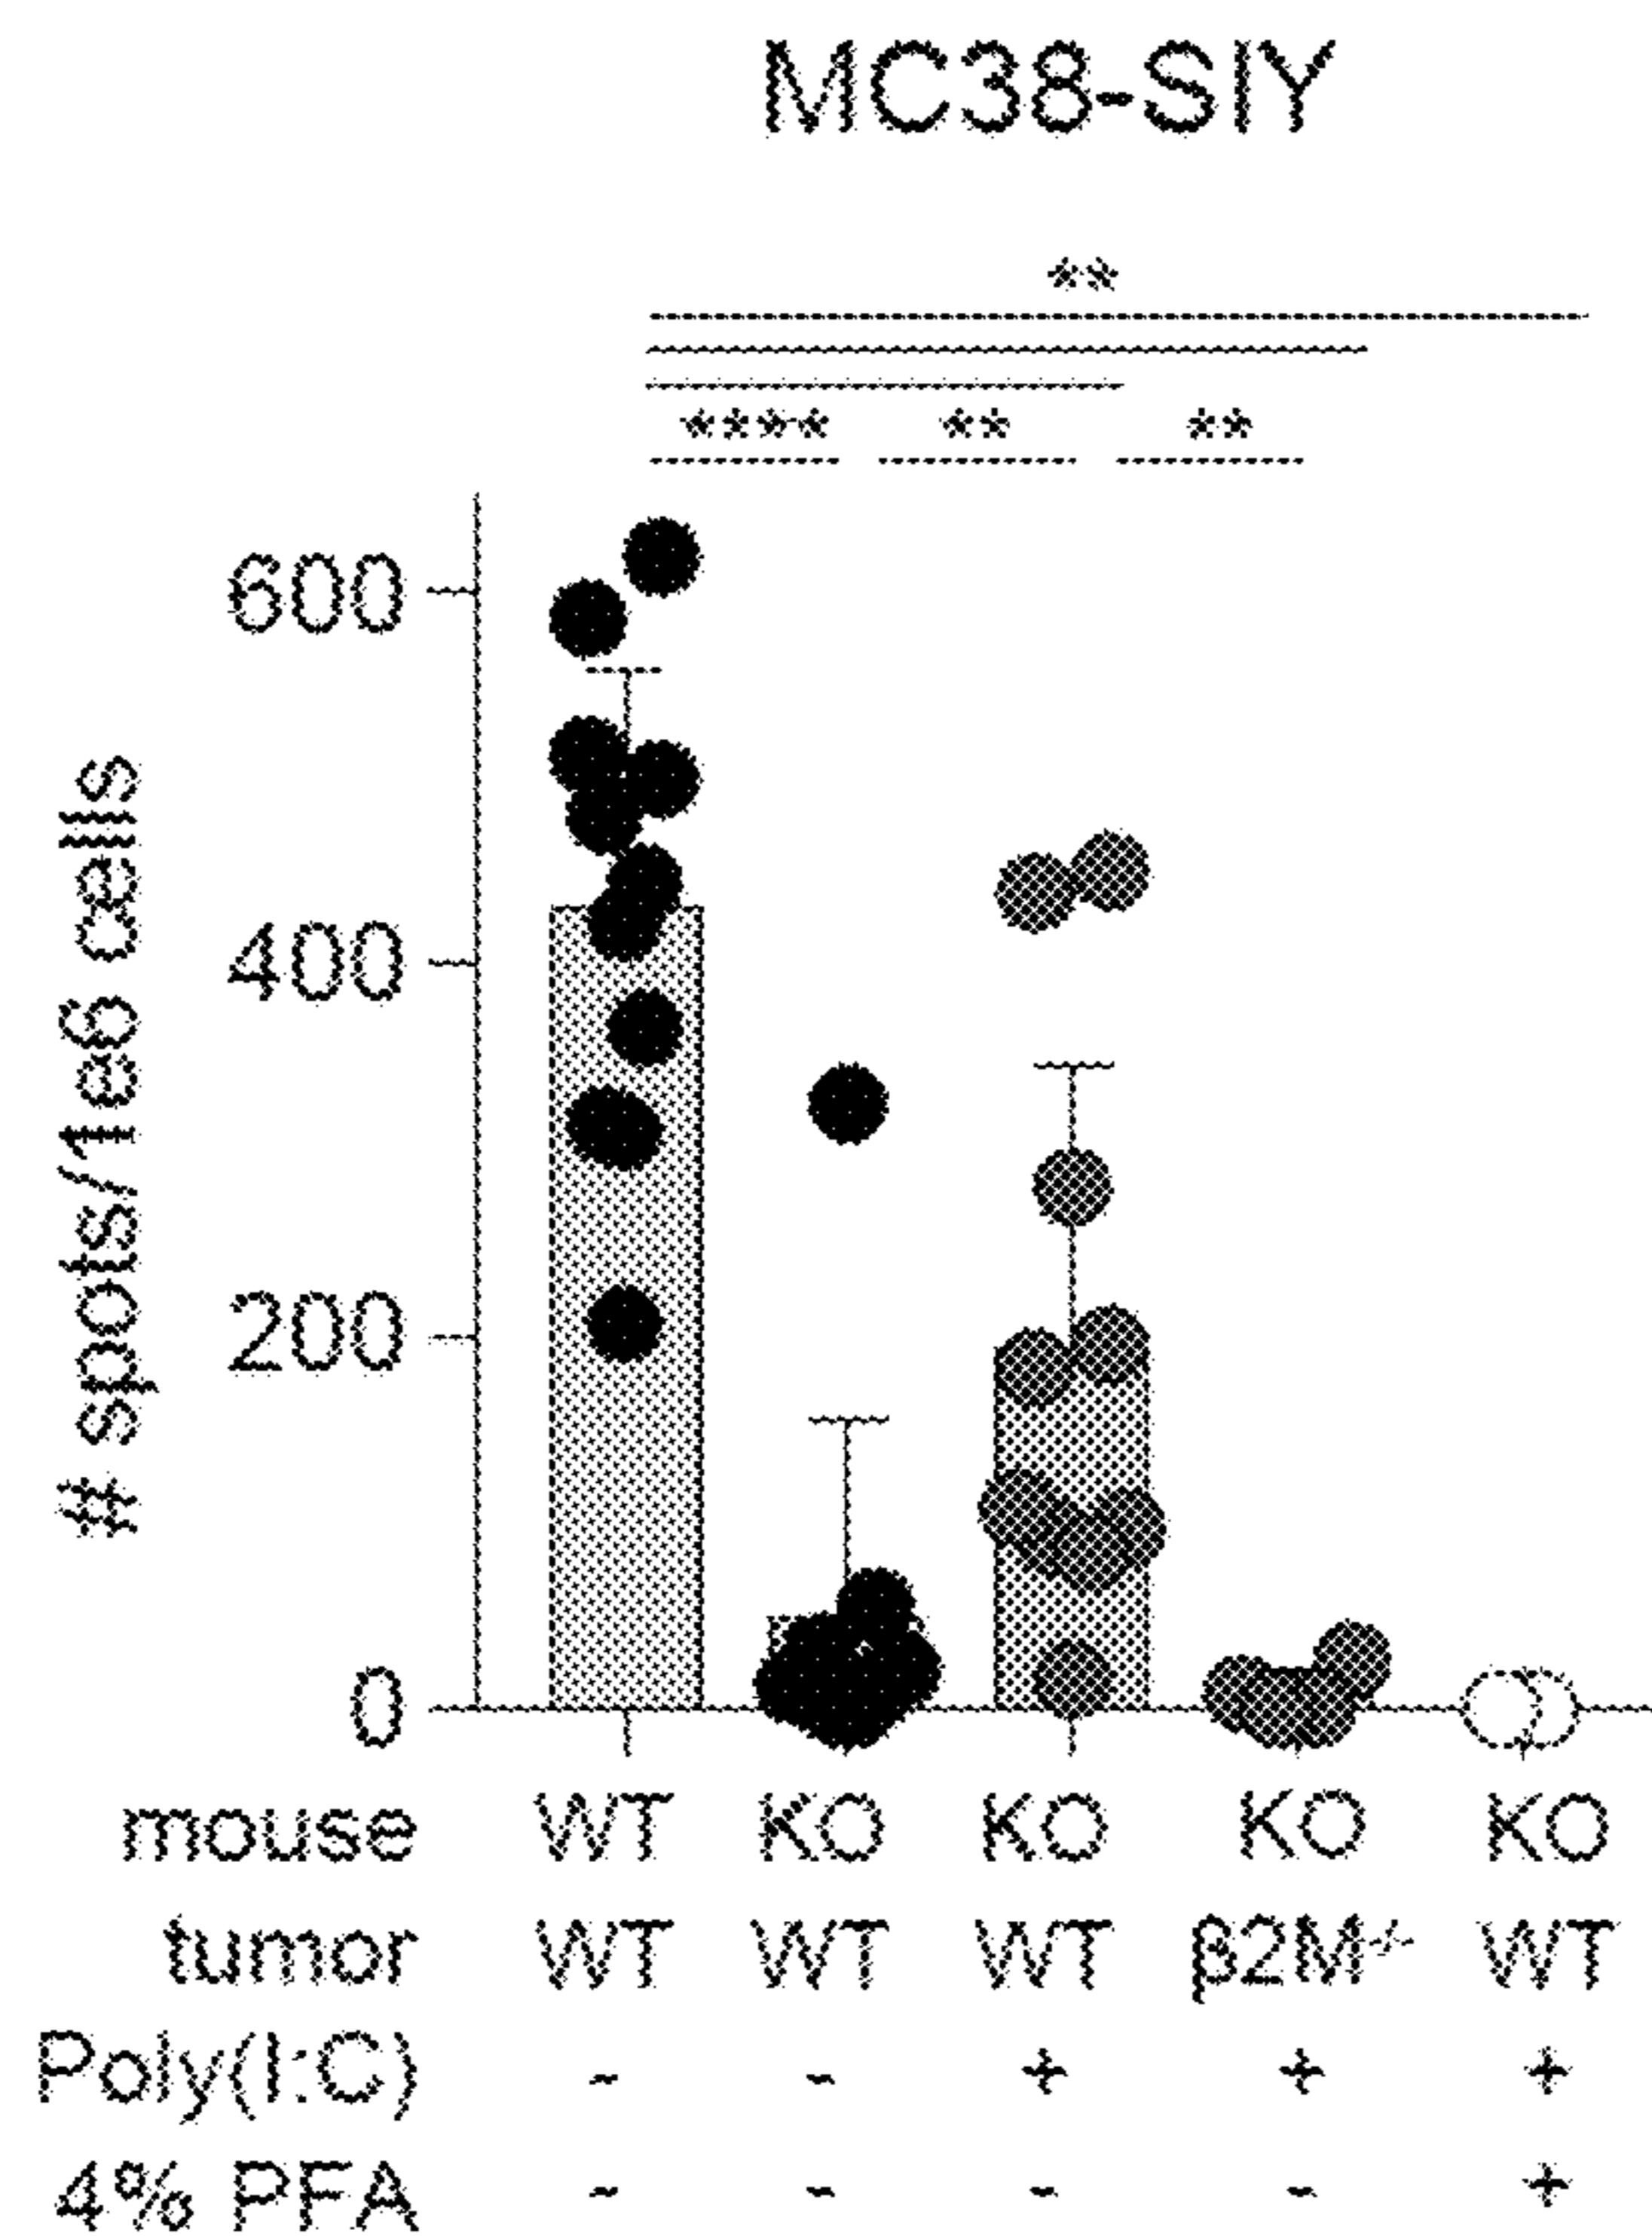 MC38-SIY
**
**** ** **
600
400
200
0
# spots/1e6 cells
mouse WT KO KO KO KO
tumor WT WT WT β2M-/- WT
Poly(I:C) - - + + +
4% PFA - - - - +